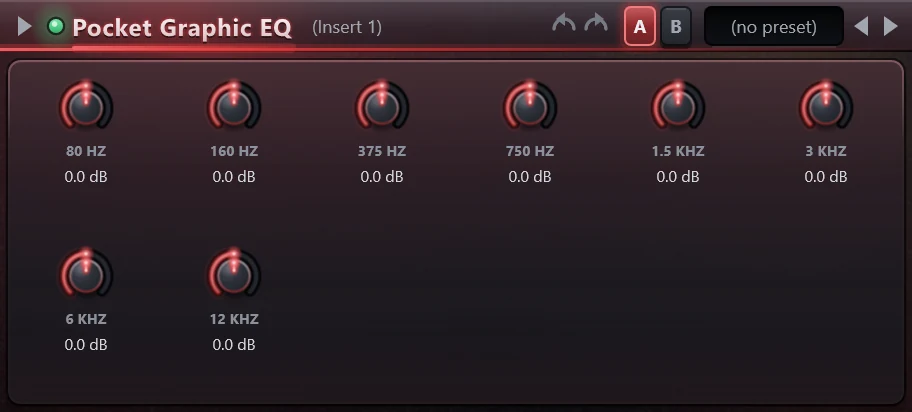 Pocket Graphic EQ (Insert 1) A B (no preset)
80 HZ 160 HZ 375 HZ 750 HZ 1.5 KHZ 3 KHZ
0.0 dB 0.0 dB 0.0 dB 0.0 dB 0.0 dB 0.0 dB
6 KHZ 12 KHZ
0.0 dB 0.0 dB